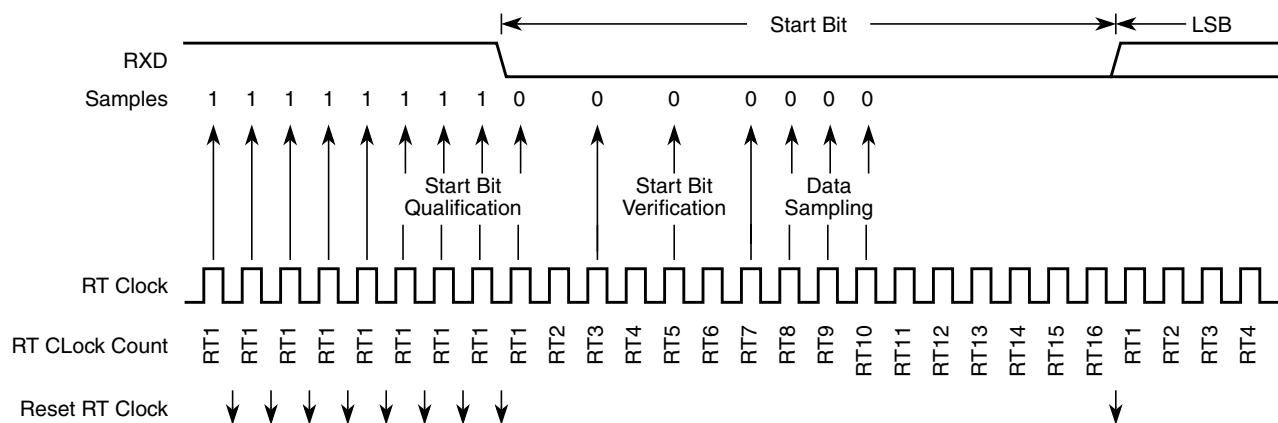 Start Bit LSB
RXD
Samples 1 1 1 1 1 1 1 1 0 0 0 0 0 0 0
Start Bit Qualification
Start Bit Verification
Data Sampling
RT Clock
RT CLock Count RT1 RT1 RT1 RT1 RT1 RT1 RT1 RT1 RT1 RT2 RT3 RT4 RT5 RT6 RT7 RT8 RT9 RT10 RT11 RT12 RT13 RT14 RT15 RT16 RT1 RT2 RT3 RT4
Reset RT Clock